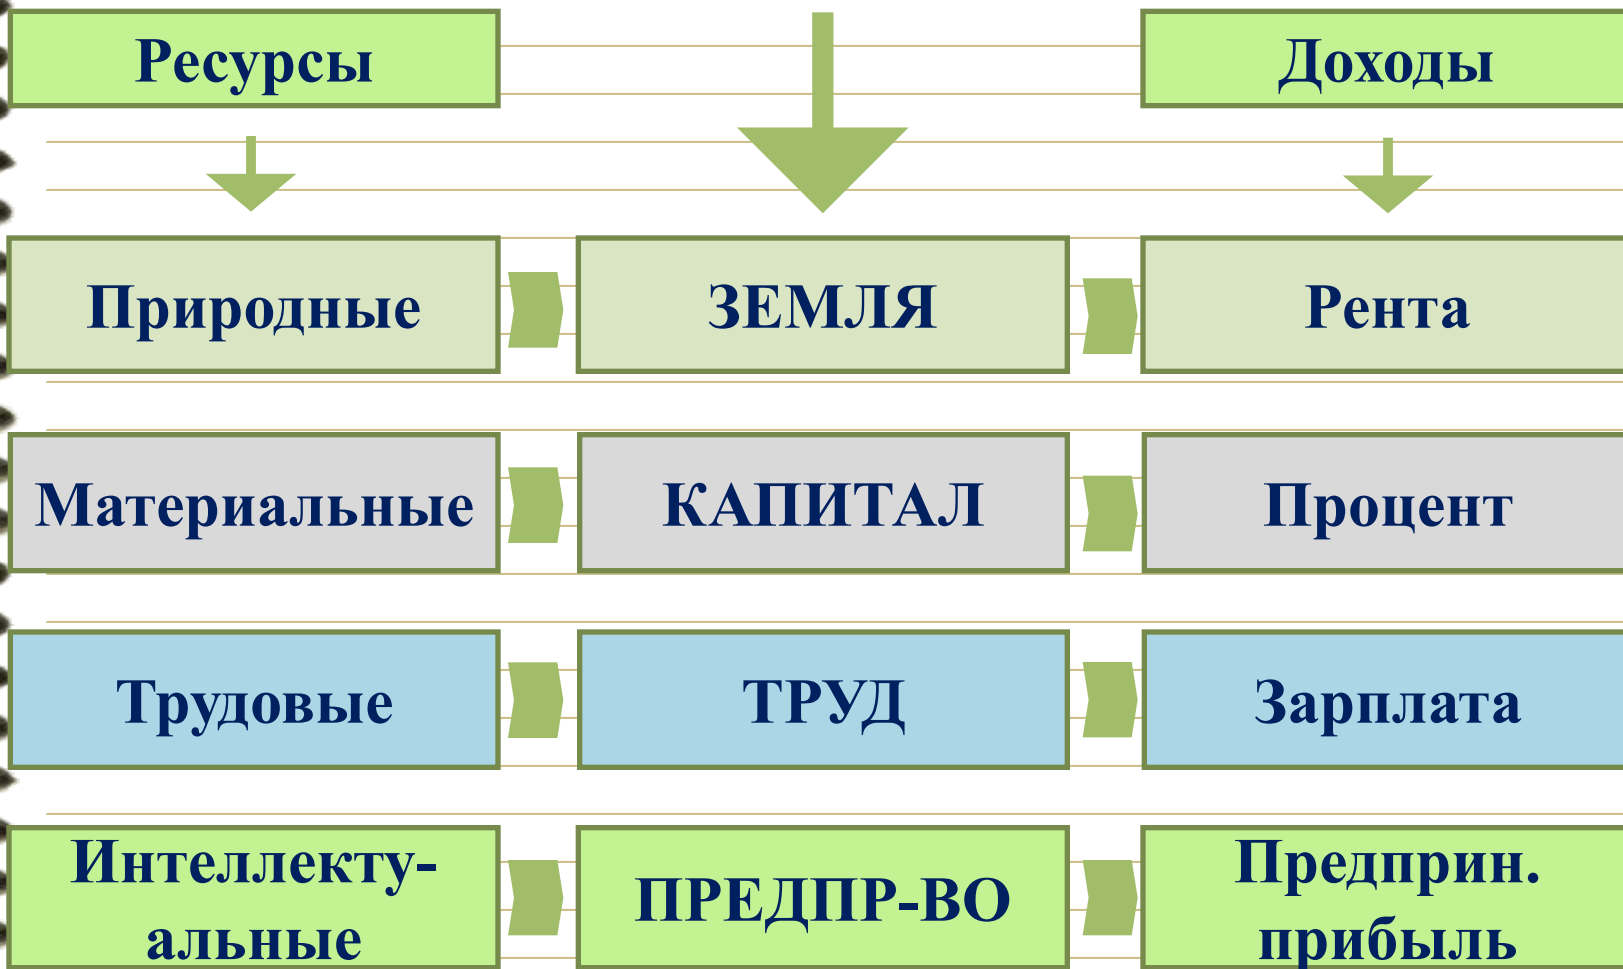 Ресурсы
Доходы
Природные
ЗЕМЛЯ
Рента
Материальные
КАПИТАЛ
Процент
Трудовые
ТРУД
Зарплата
Интеллекту-
альные
ПРЕДПР-ВО
Предприн.
прибыль